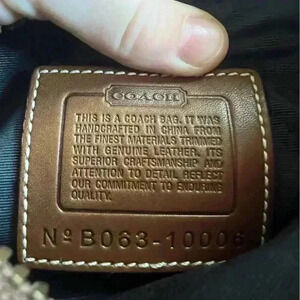 COACH
THIS IS A COACH BAG. IT WAS
HANDCRAFTED IN CHINA FROM
THE FINEST MATERIALS TRIMMED
WITH GENUINE LEATHER. ITS
SUPERIOR CRAFTSMANSHIP AND
ATTENTION TO DETAIL REFLECT
OUR COMMITMENT TO ENDURING
QUALITY.
Nº B063-10006